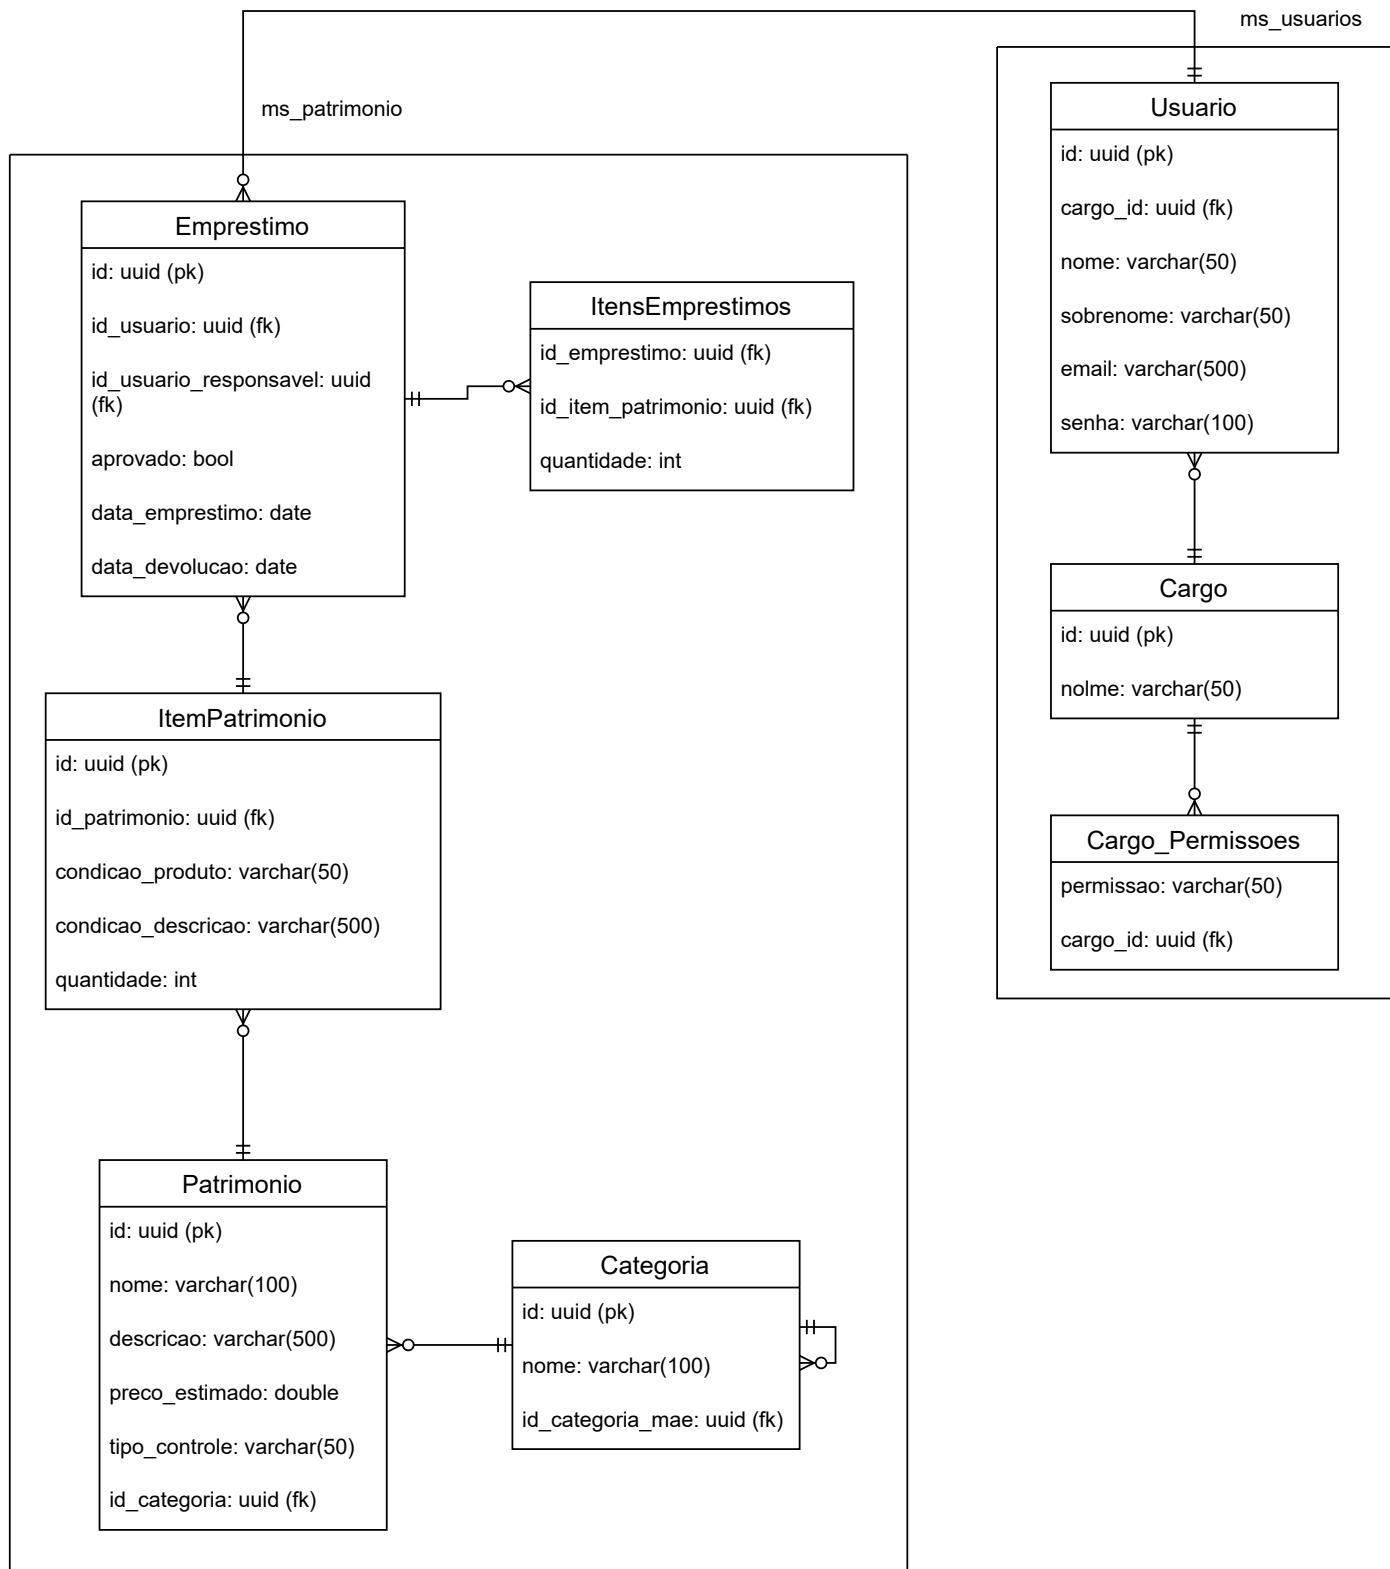 ms_usuarios
ms_patrimonio
Usuario
id: uuid (pk)
cargo_id: uuid (fk)
nome: varchar(50)
sobrenome: varchar(50)
email: varchar(500)
senha: varchar(100)
Emprestimo
id: uuid (pk)
id_usuario: uuid (fk)
id_usuario_responsavel: uuid
(fk)
aprovado: bool
data_emprestimo: date
data_devolucao: date
ItensEmprestimos
id_emprestimo: uuid (fk)
id_item_patrimonio: uuid (fk)
quantidade: int
Cargo
id: uuid (pk)
nolme: varchar(50)
ItemPatrimonio
id: uuid (pk)
id_patrimonio: uuid (fk)
condicao_produto: varchar(50)
condicao_descricao: varchar(500)
quantidade: int
Cargo_Permissoes
permissao: varchar(50)
cargo_id: uuid (fk)
Patrimonio
id: uuid (pk)
nome: varchar(100)
descricao: varchar(500)
preco_estimado: double
tipo_controle: varchar(50)
id_categoria: uuid (fk)
Categoria
id: uuid (pk)
nome: varchar(100)
id_categoria_mae: uuid (fk)